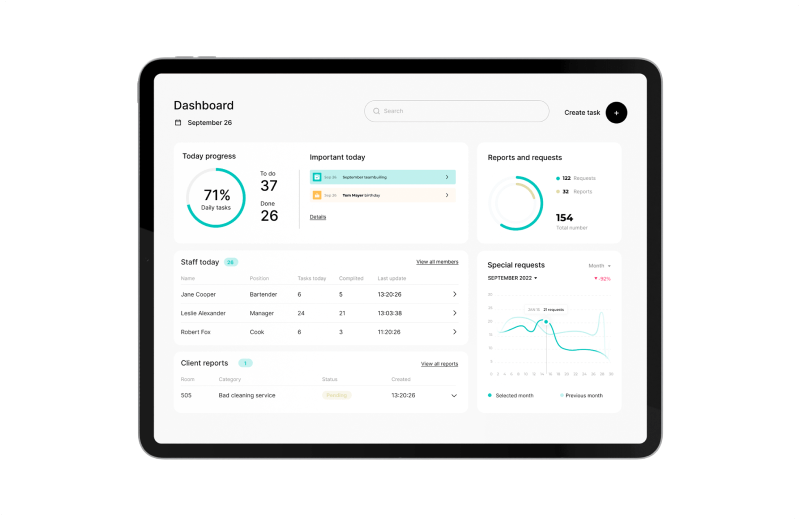 Dashboard
September 26
Search
Create task
+
Today progress
71%
Daily tasks
To do
37
Done
26
Important today
Sep 26 September teambuilding
Sep 26 Tom Mayer birthday
Details
Reports and requests
122 Requests
32 Reports
154
Total number
Staff today 26
View all members
Name Position Tasks today Complited Last update
Jane Cooper Bartender 6 5 13:20:26
Leslie Alexander Manager 24 21 13:03:38
Robert Fox Cook 6 3 11:20:26
Client reports 1
View all reports
Room Category Status Created
505 Bad cleaning service Pending 13:20:26
Special requests
Month
SEPTEMBER 2022
-92%
21 requests
Selected month
Previous month